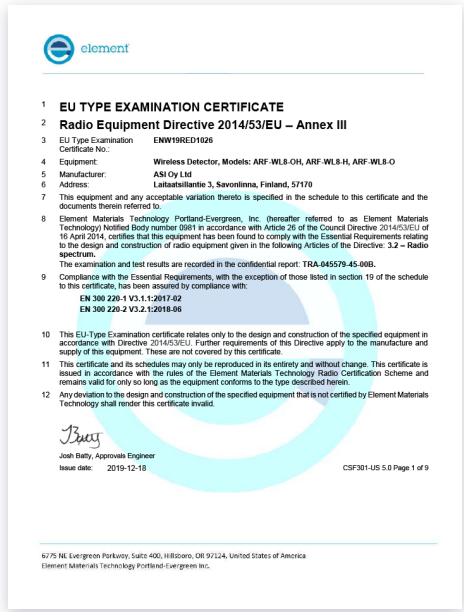 element
1 EU TYPE EXAMINATION CERTIFICATE
2 Radio Equipment Directive 2014/53/EU – Annex III
3 EU Type Examination ENW19RED1026
Certificate No.:
4 Equipment: Wireless Detector, Models: ARF-WL8-OH, ARF-WL8-H, ARF-WL8-O
5 Manufacturer: ASI Oy Ltd
6 Address: Laitaatsillantie 3, Savonlinna, Finland, 57170
7 This equipment and any acceptable variation thereto is specified in the schedule to this certificate and the
documents therein referred to.
8 Element Materials Technology Portland-Evergreen, Inc. (hereafter referred to as Element Materials
Technology) Notified Body number 0981 in accordance with Article 26 of the Council Directive 2014/53/EU of
16 April 2014, certifies that this equipment has been found to comply with the Essential Requirements relating
to the design and construction of radio equipment given in the following Articles of the Directive: 3.2 – Radio
spectrum.
The examination and test results are recorded in the confidential report: TRA-045579-45-00B.
9 Compliance with the Essential Requirements, with the exception of those listed in section 19 of the schedule
to this certificate, has been assured by compliance with:
EN 300 220-1 V3.1.1:2017-02
EN 300 220-2 V3.2.1:2018-06
10 This EU-Type Examination certificate relates only to the design and construction of the specified equipment in
accordance with Directive 2014/53/EU. Further requirements of this Directive apply to the manufacture and
supply of this equipment. These are not covered by this certificate.
11 This certificate and its schedules may only be reproduced in its entirety and without change. This certificate is
issued in accordance with the rules of the Element Materials Technology Radio Certification Scheme and
remains valid for only so long as the equipment conforms to the type described herein.
12 Any deviation to the design and construction of the specified equipment that is not certified by Element Materials
Technology shall render this certificate invalid.
JBatty
Josh Batty, Approvals Engineer
Issue date: 2019-12-18 CSF301-US 5.0 Page 1 of 9
6775 NE Evergreen Parkway, Suite 400, Hillsboro, OR 97124, United States of America
Element Materials Technology Portland-Evergreen Inc.